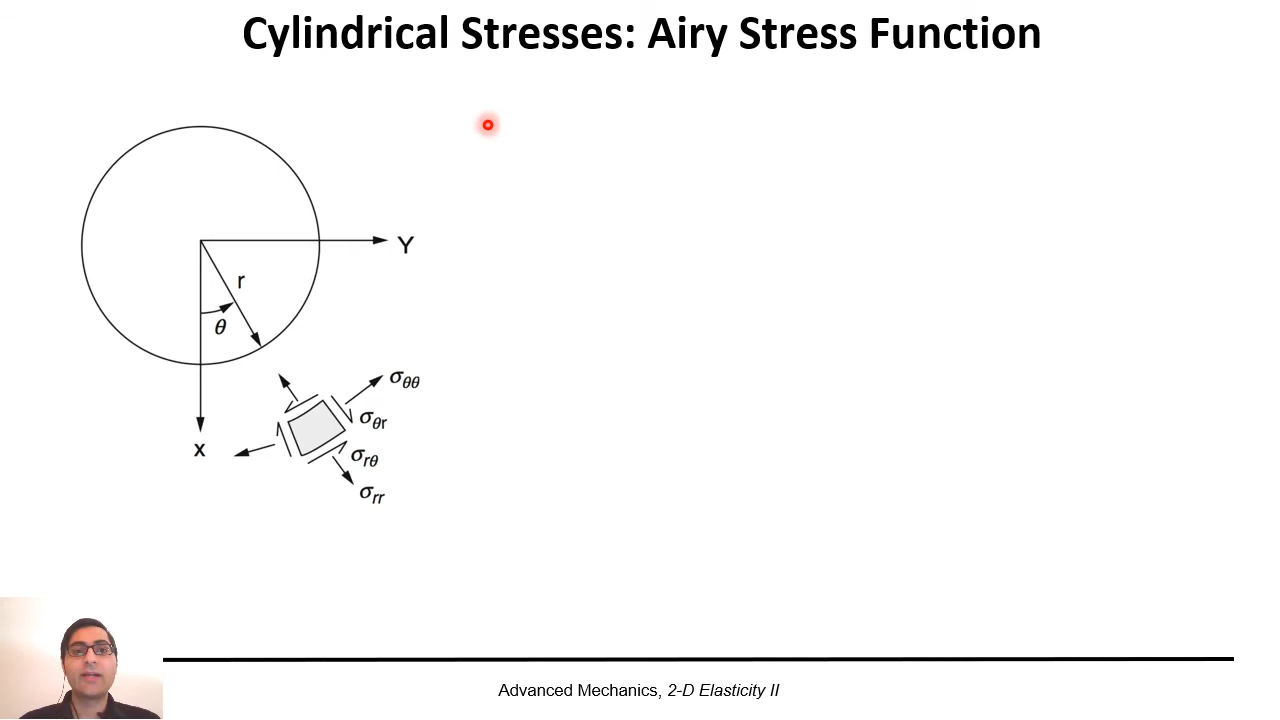 Cylindrical Stresses: Airy Stress Function
Y
r
θ
σθθ
σθr
X
σrθ
σrr
Advanced Mechanics, 2-D Elasticity II